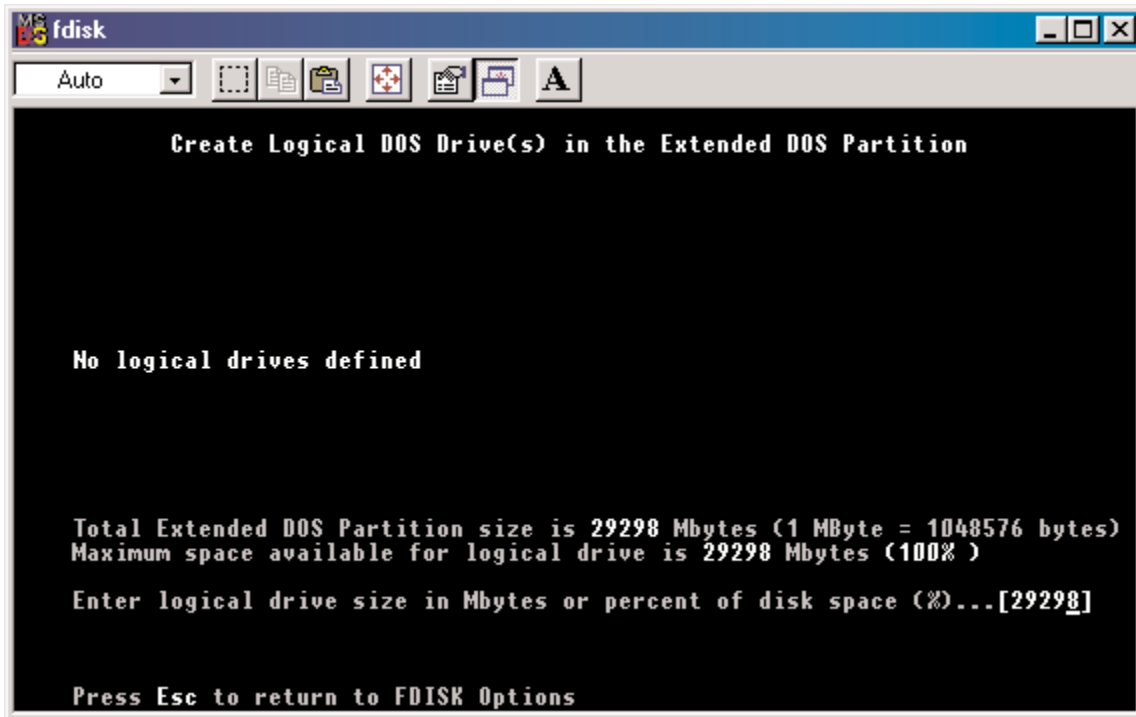 MS
DS
fdisk
Auto
A
Create Logical DOS Drive(s) in the Extended DOS Partition
No logical drives defined
Total Extended DOS Partition size is 29298 Mbytes (1 MByte = 1048576 bytes)
Maximum space available for logical drive is 29298 Mbytes (100% )
Enter logical drive size in Mbytes or percent of disk space (%)...[29298]
Press Esc to return to FDISK Options